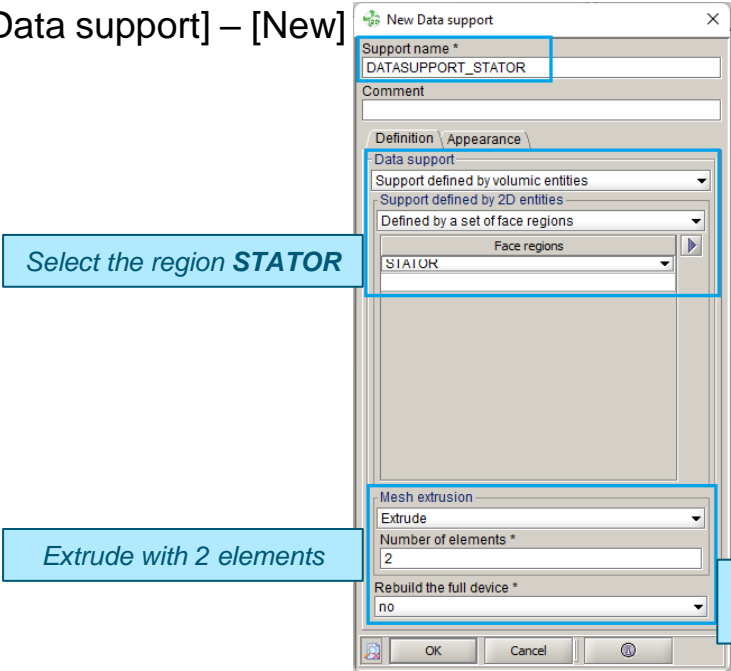 Data support] – [New]
New Data support
Support name *
DATASUPPORT_STATOR
Comment
Definition
Appearance
Data support
Support defined by volumic entities
Support defined by 2D entities
Defined by a set of face regions
Face regions
STATOR
Select the region STATOR
Mesh extrusion
Extrude
Number of elements *
2
Extrude with 2 elements
Rebuild the full device *
no
OK
Cancel